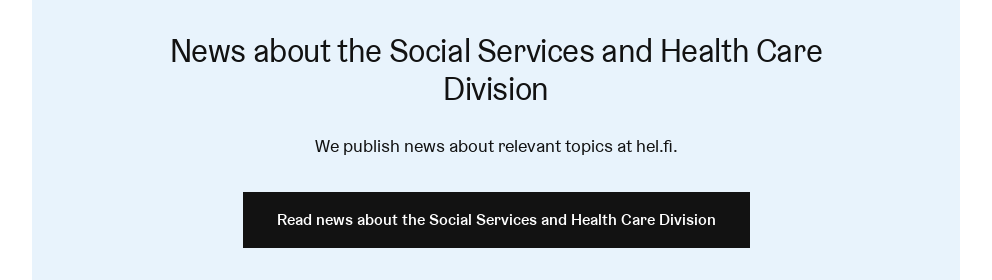 News about the Social Services and Health Care
Division
We publish news about relevant topics at hel.fi.
Read news about the Social Services and Health Care Division